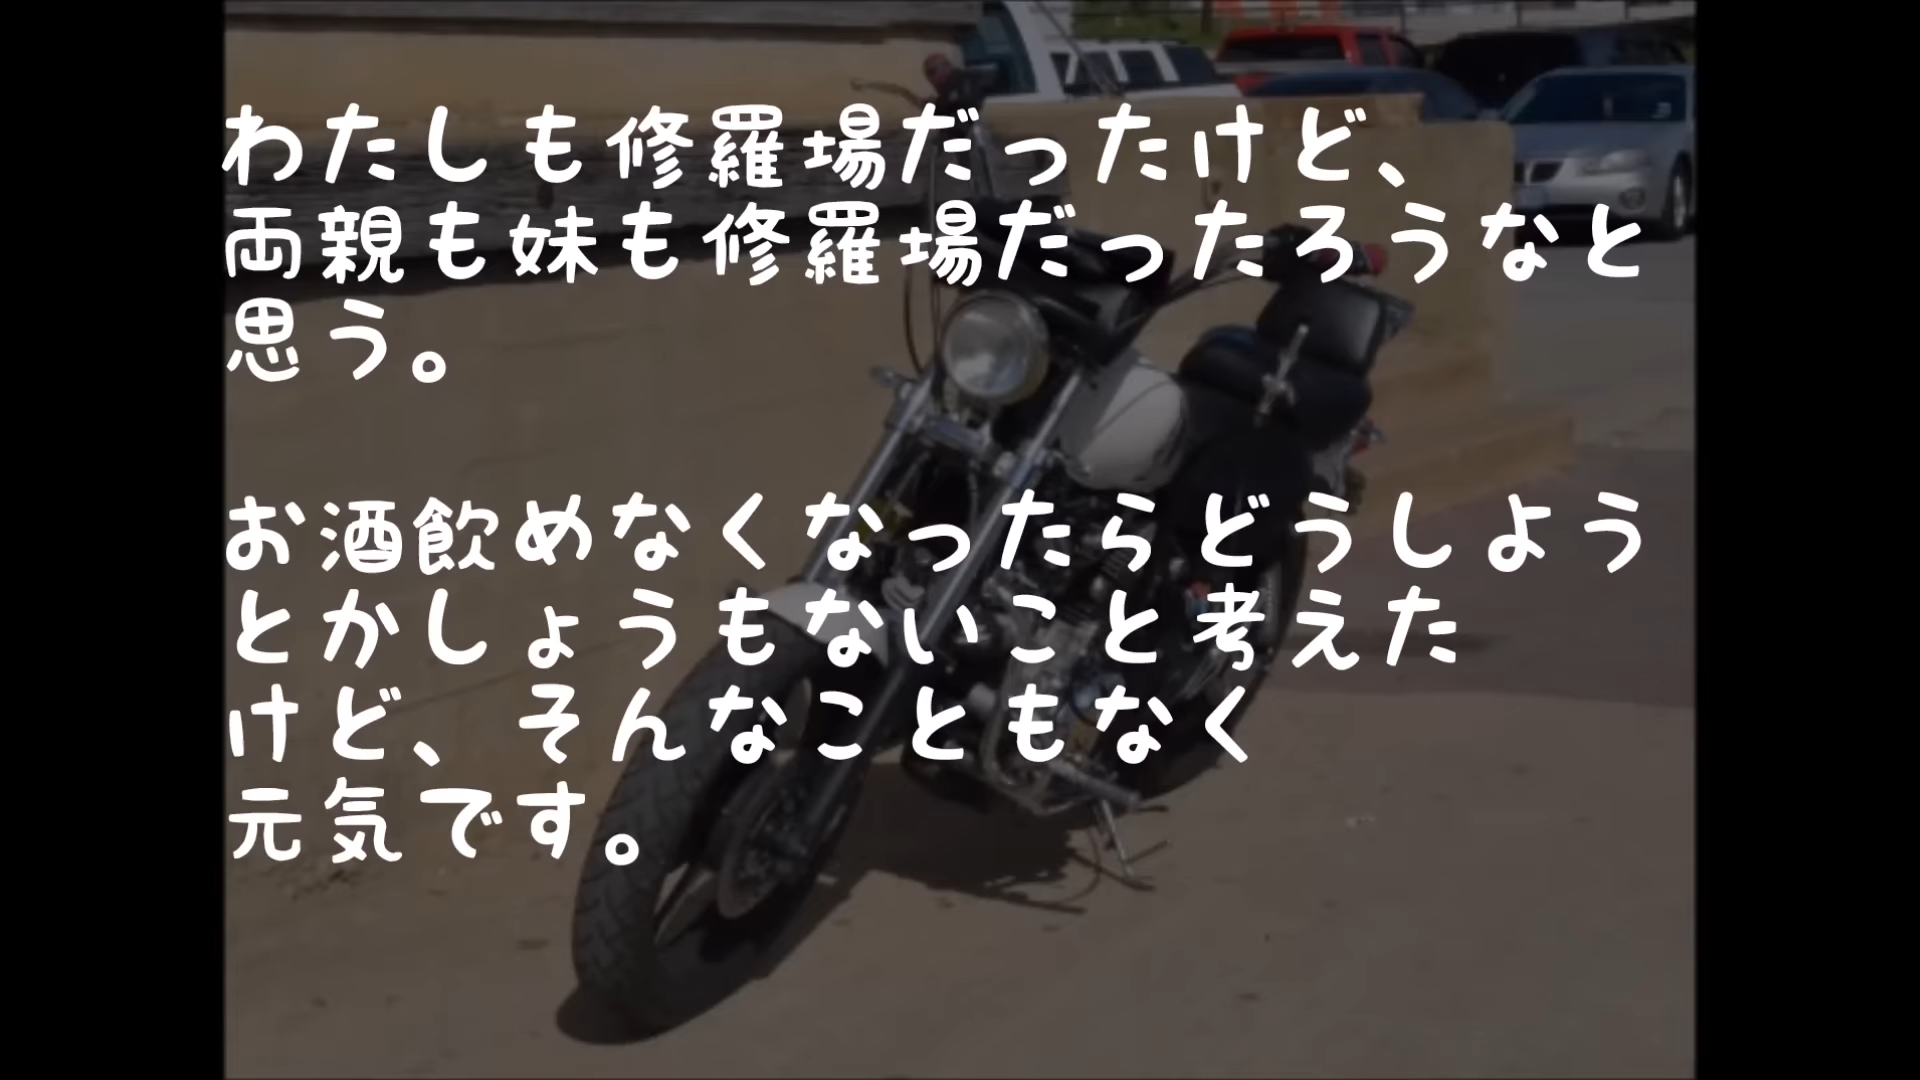 わたしも修羅場だったけど、
両親も妹も修羅場だったろうなと
思う。
お酒飲めなくなったらどうしよう
とかしょうもないこと考えた
けど、そんなこともなく
元気です。